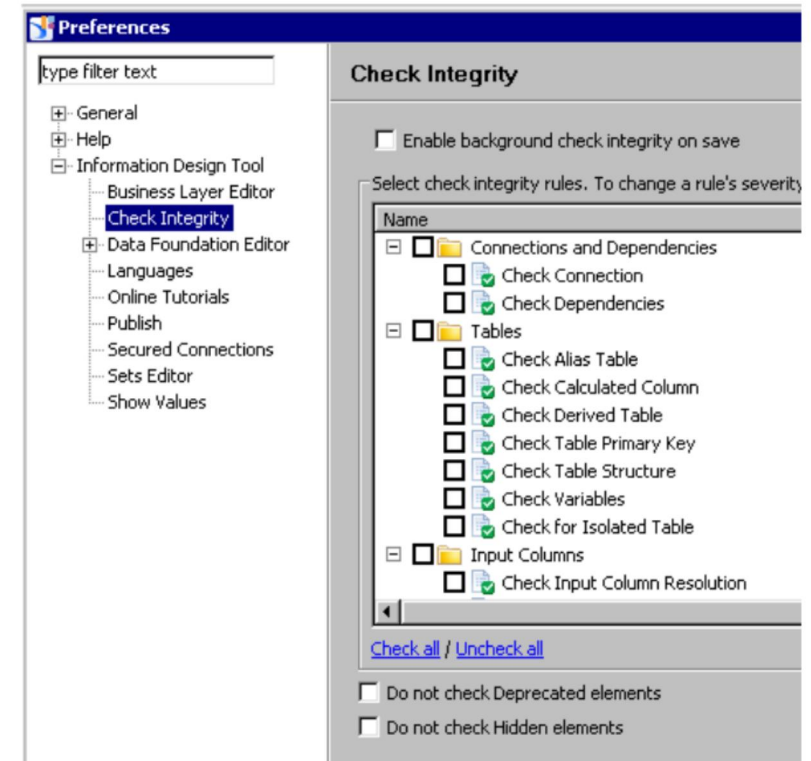 Preferences
type filter text
General
Help
Information Design Tool
Business Layer Editor
Check Integrity
Data Foundation Editor
Languages
Online Tutorials
Publish
Secured Connections
Sets Editor
Show Values
Check Integrity
Enable background check integrity on save
Select check integrity rules. To change a rule's severity
Name
Connections and Dependencies
Check Connection
Check Dependencies
Tables
Check Alias Table
Check Calculated Column
Check Derived Table
Check Table Primary Key
Check Table Structure
Check Variables
Check for Isolated Table
Input Columns
Check Input Column Resolution
Check all / Uncheck all
Do not check Deprecated elements
Do not check Hidden elements